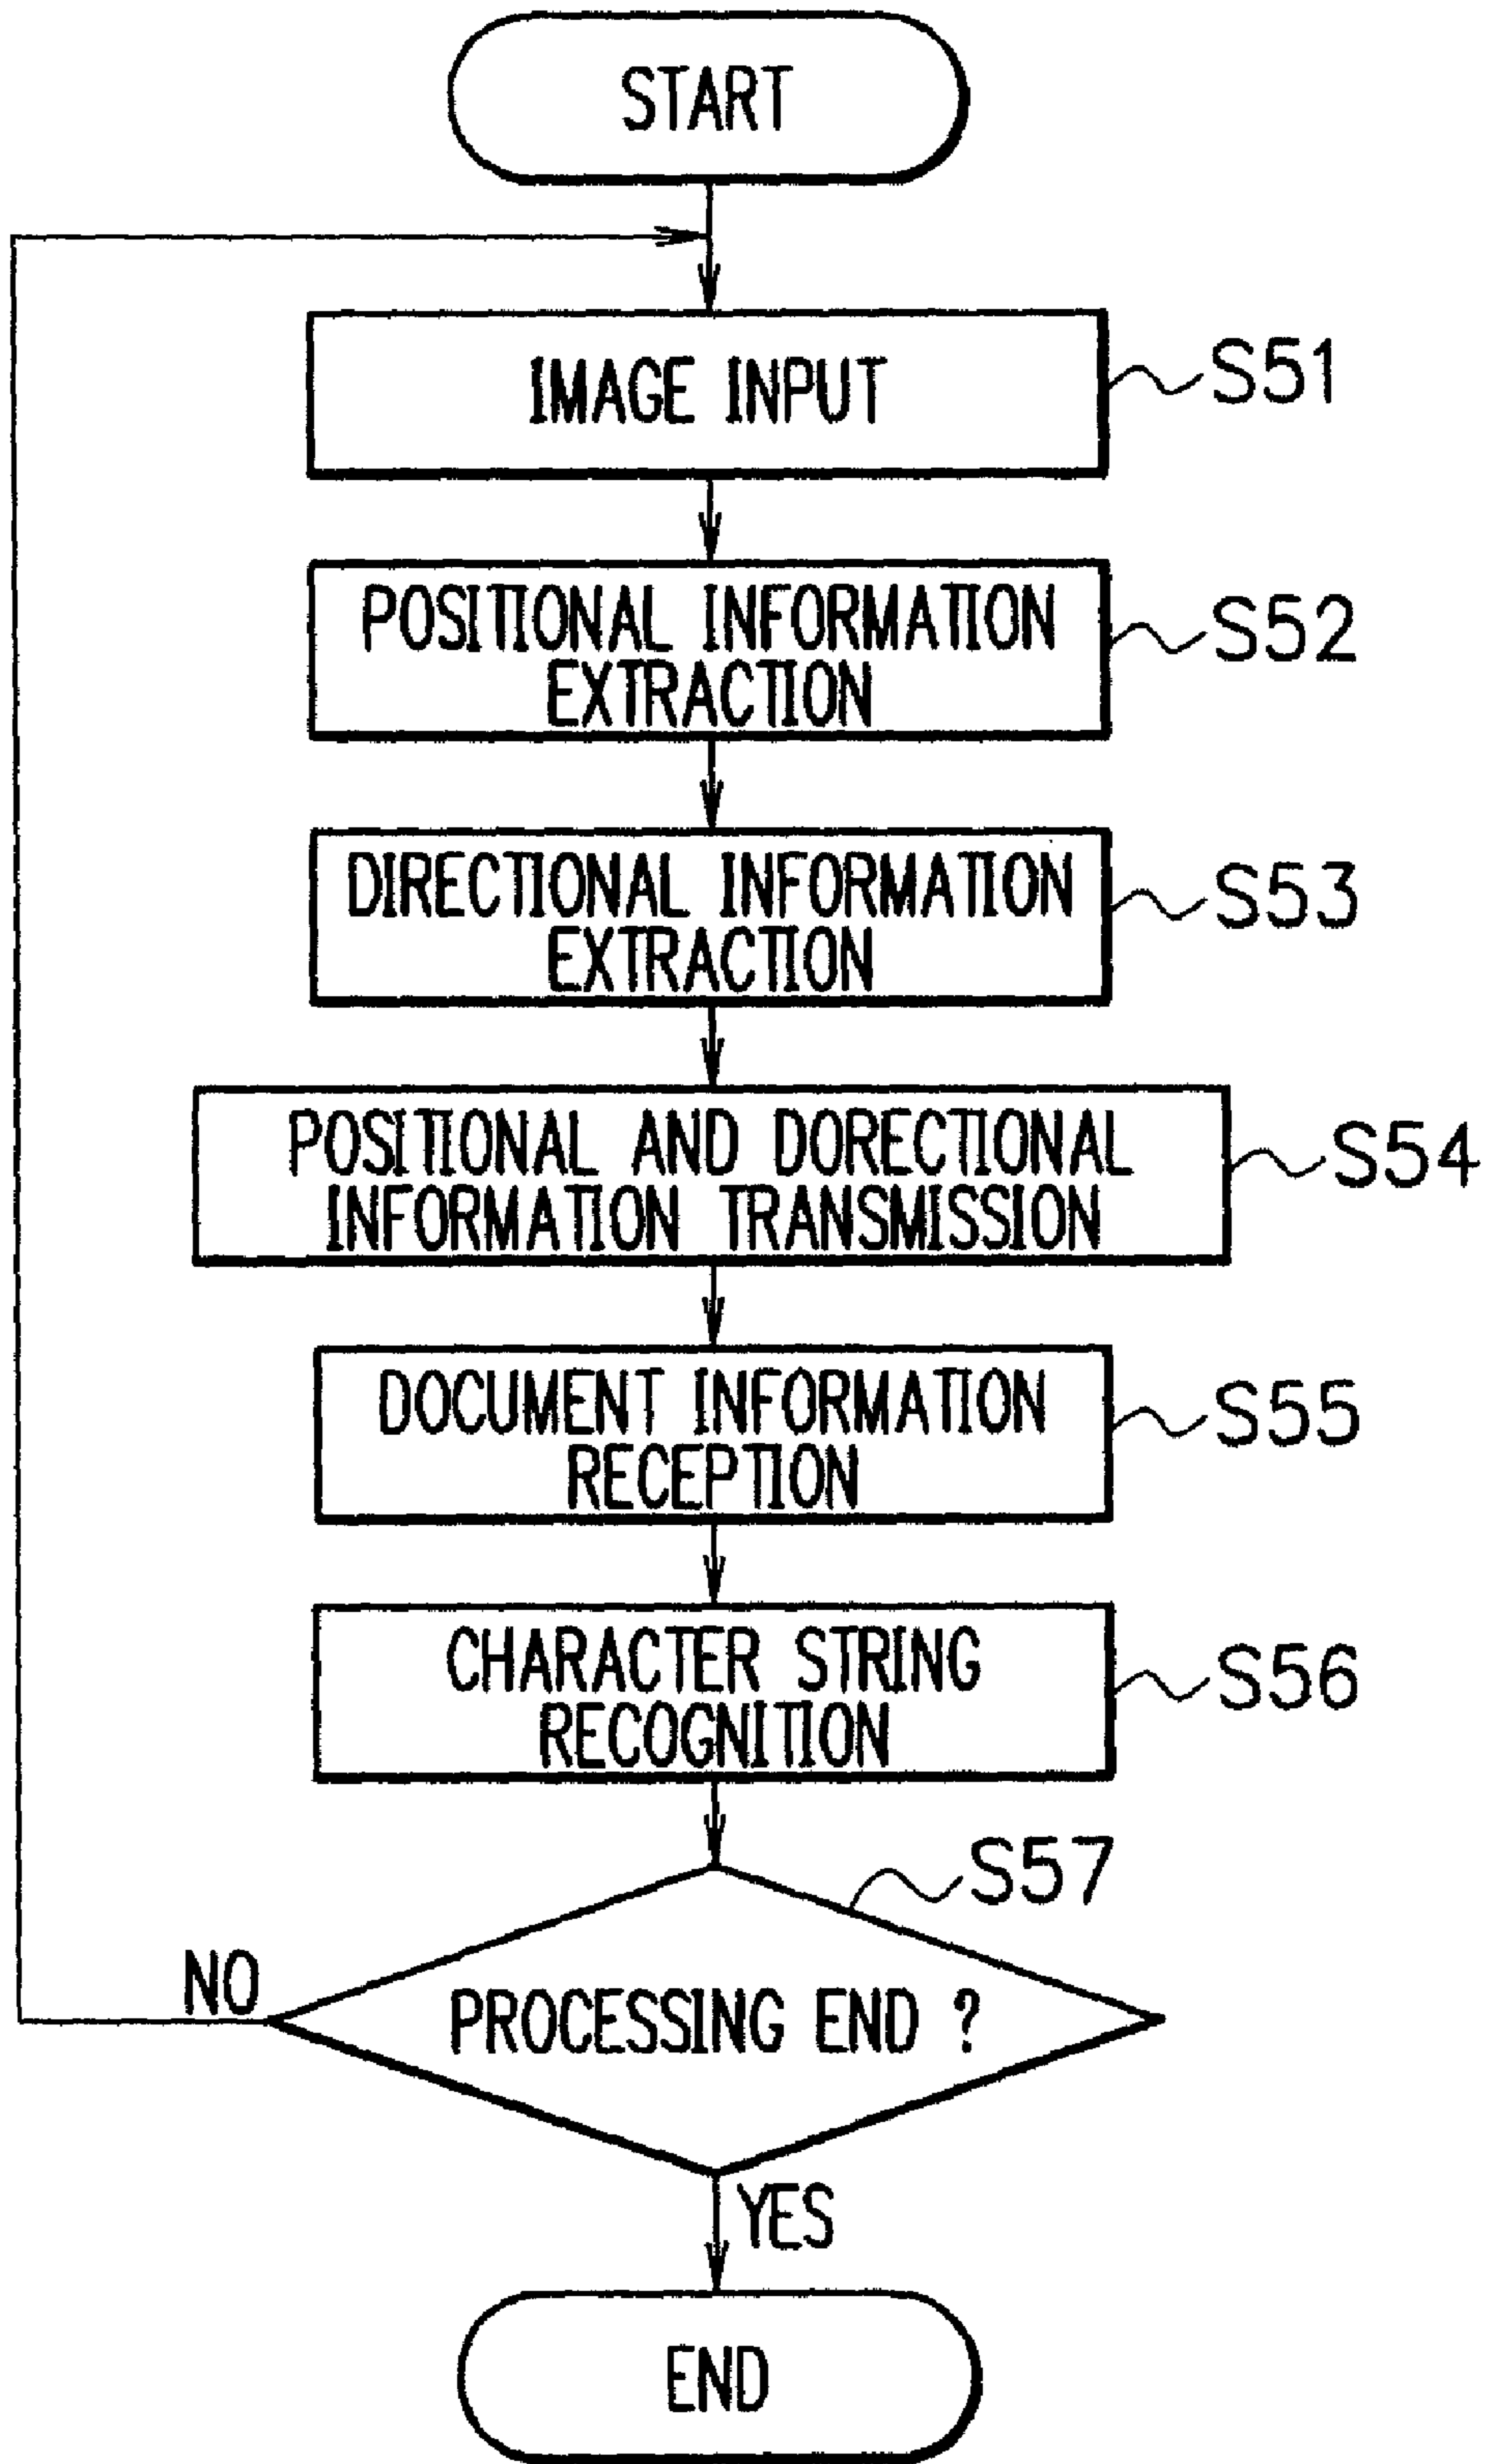 START
IMAGE INPUT
S51
POSITIONAL INFORMATION
EXTRACTION
S52
DIRECTIONAL INFORMATION
EXTRACTION
S53
POSITIONAL AND DORECTIONAL
INFORMATION TRANSMISSION
S54
DOCUMENT INFORMATION
RECEPTION
S55
CHARACTER STRING
RECOGNITION
S56
S57
NO
PROCESSING END ?
YES
END